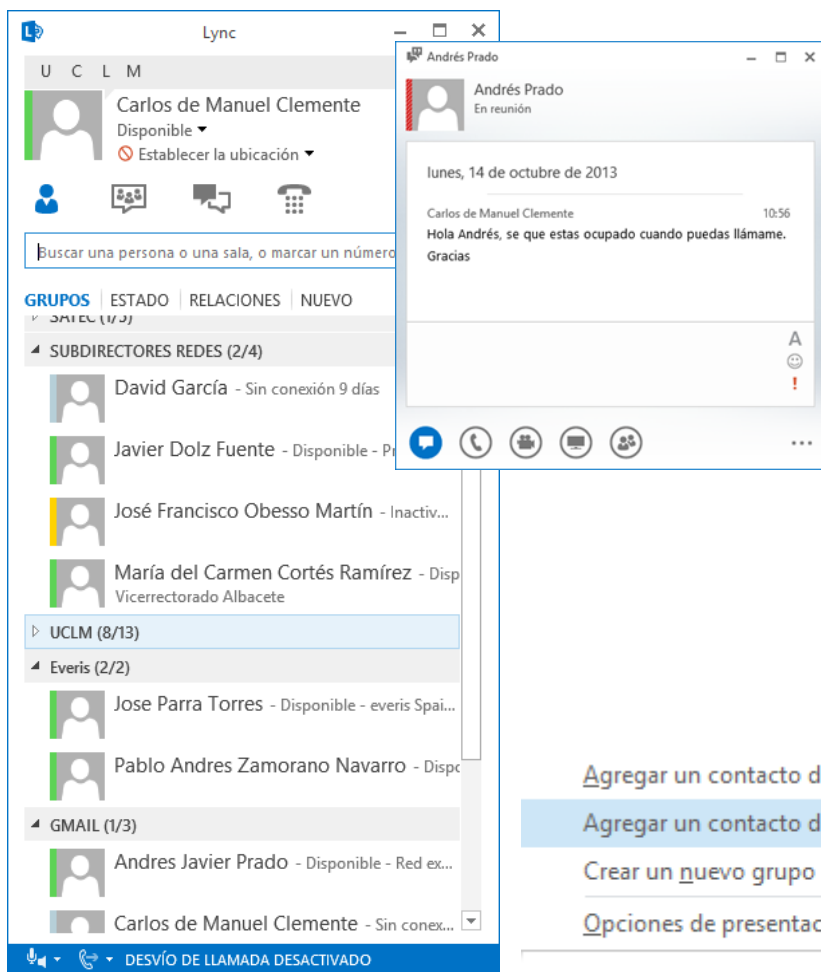 Lync
U C L M
Carlos de Manuel Clemente
Disponible
Establecer la ubicación
Buscar una persona o una sala, o marcar un número
GRUPOS ESTADO RELACIONES NUEVO
SATEC (1/5)
SUBDIRECTORES REDES (2/4)
David García - Sin conexión 9 días
Javier Dolz Fuente - Disponible - Pr
José Francisco Obesso Martín - Inactiv...
María del Carmen Cortés Ramírez - Disp
Vicerrectorado Albacete
UCLM (8/13)
Everis (2/2)
Jose Parra Torres - Disponible - everis Spai...
Pablo Andres Zamorano Navarro - Dispo
GMAIL (1/3)
Andres Javier Prado - Disponible - Red ex...
Carlos de Manuel Clemente - Sin conex...
DESVÍO DE LLAMADA DESACTIVADO
Andrés Prado
Andrés Prado
En reunión
lunes, 14 de octubre de 2013
Carlos de Manuel Clemente 10:56
Hola Andrés, se que estas ocupado cuando puedas llámame.
Gracias
A
!
...
Agregar un contacto d
Agregar un contacto d
Crear un nuevo grupo
Opciones de presentac